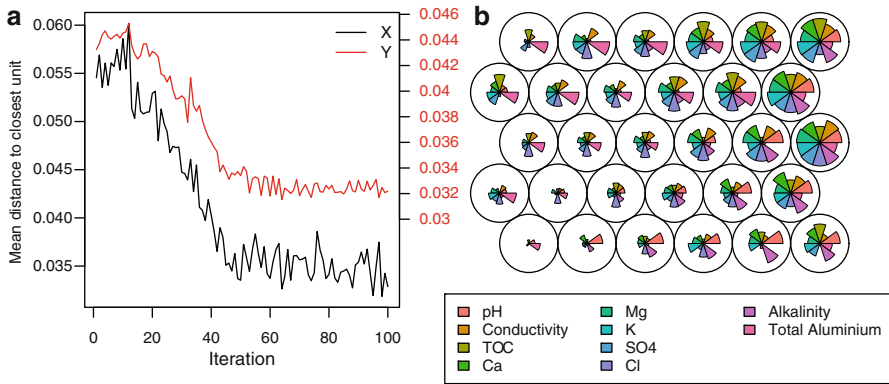 a
X
Y
Mean distance to closest unit
0.060
0.055
0.050
0.045
0.040
0.035
0.046
0.044
0.042
0.04
0.038
0.036
0.034
0.032
0.03
0
20
40
60
80
100
Iteration
b
pH
Conductivity
TOC
Ca
Mg
K
SO4
Cl
Alkalinity
Total Aluminium